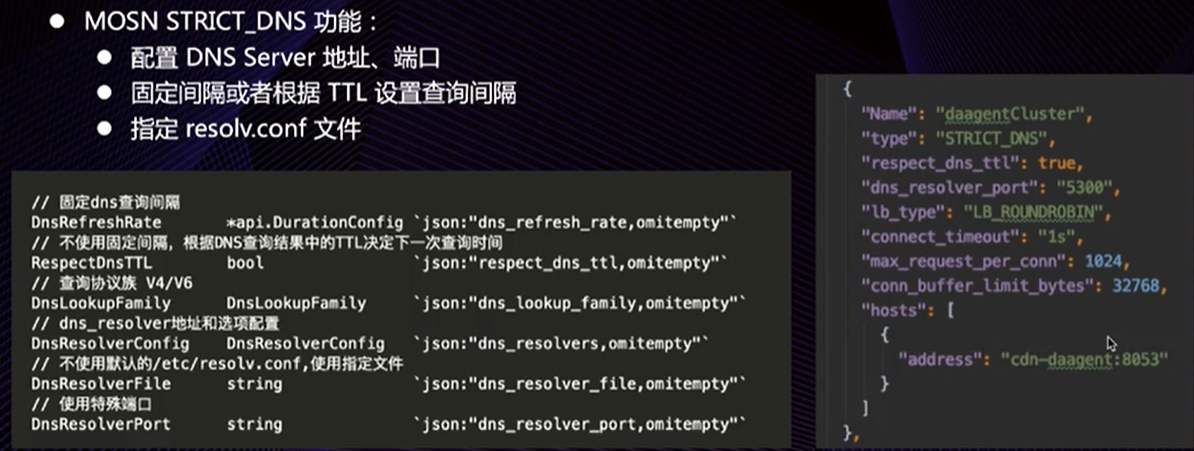 MOSN STRICT_DNS 功能：
配置 DNS Server 地址、端口
固定间隔或者根据 TTL 设置查询间隔
指定 resolv.conf 文件
// 固定dns查询间隔
DnsRefreshRate *api.DurationConfig `json:"dns_refresh_rate,omitempty"`
// 不使用固定间隔，根据DNS查询结果中的TTL决定下一次查询时间
RespectDnsTTL bool `json:"respect_dns_ttl,omitempty"`
// 查询协议族 V4/V6
DnsLookupFamily DnsLookupFamily `json:"dns_lookup_family,omitempty"`
// dns_resolver地址和选项配置
DnsResolverConfig DnsResolverConfig `json:"dns_resolvers,omitempty"`
// 不使用默认的/etc/resolv.conf,使用指定文件
DnsResolverFile string `json:"dns_resolver_file,omitempty"`
// 使用特殊端口
DnsResolverPort string `json:"dns_resolver_port,omitempty"`
{
"Name": "daagentCluster",
"type": "STRICT_DNS",
"respect_dns_ttl": true,
"dns_resolver_port": "5300",
"lb_type": "LB_ROUNDROBIN",
"connect_timeout": "1s",
"max_request_per_conn": 1024,
"conn_buffer_limit_bytes": 32768,
"hosts": [
{
"address": "cdn-daagent:8053"
}
]
},